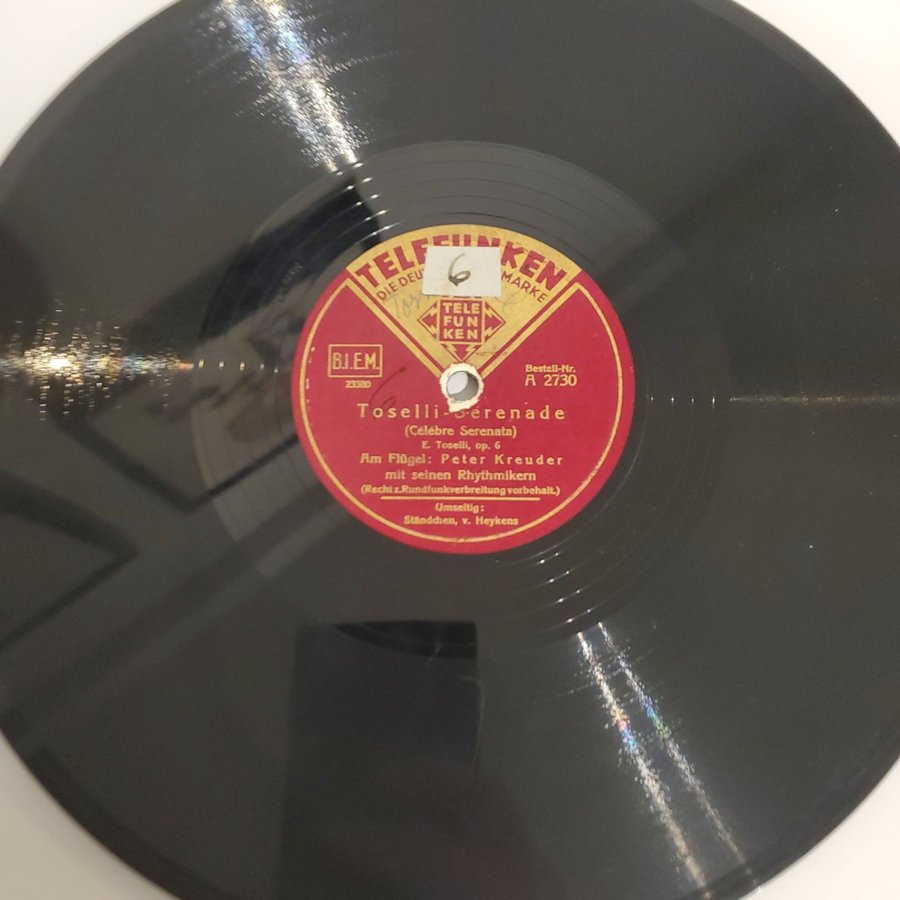 TELEFUNKEN
6
DIE DEU MARKE
TELE
FUN
KEN
B.I.E.M.
23380
Bestell-Nr.
A 2730
Toselli-Serenade
(Célébre Serenata)
E. Toselli, op. 6
Am Flügel: Peter Kreuder
mit seinen Rhythmikern
(Recht z. Rundfunkverbreitung vorbehalt.)
Umseitig:
Ständchen, v. Heykens